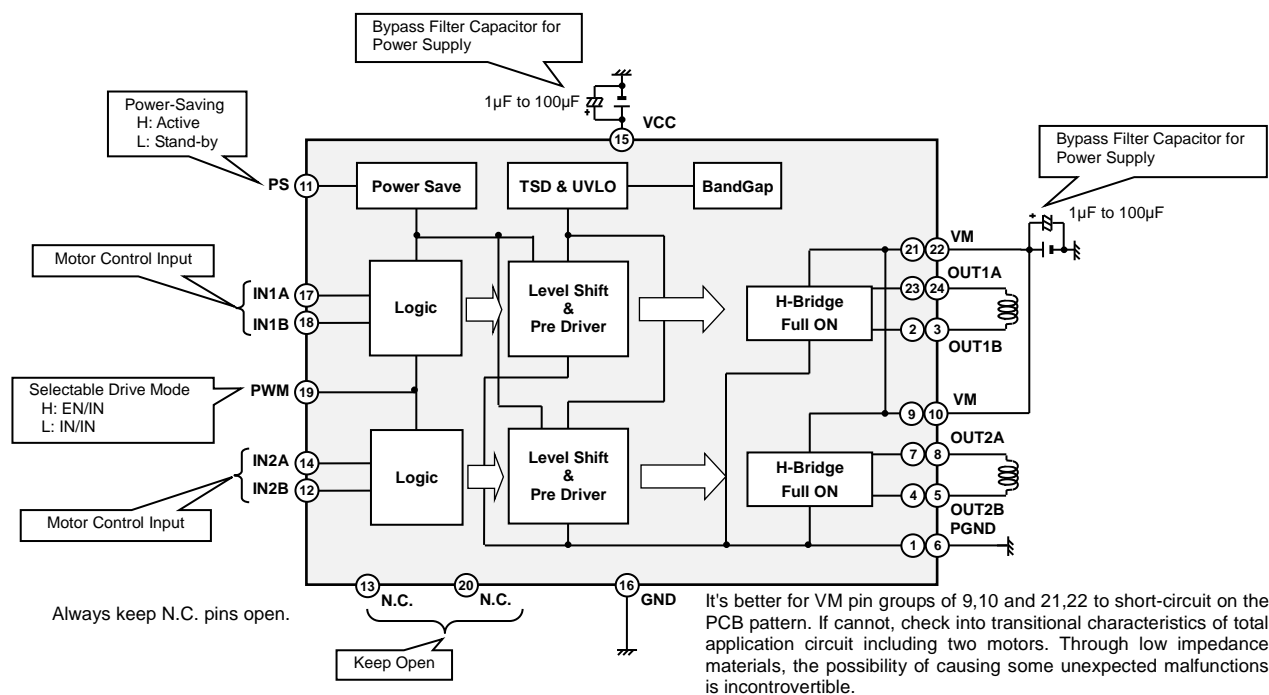 Bypass Filter Capacitor for
Power Supply
1µF to 100µF
+
VCC
15
Power-Saving
H: Active
L: Stand-by
PS
11
Power Save
TSD & UVLO
BandGap
Bypass Filter Capacitor for
Power Supply
+
1µF to 100µF
21
22
VM
Motor Control Input
IN1A
17
IN1B
18
Logic
Level Shift
&
Pre Driver
H-Bridge
Full ON
OUT1A
23
24
2
3
OUT1B
Selectable Drive Mode
H: EN/IN
L: IN/IN
PWM
19
VM
9
10
IN2A
14
IN2B
12
Motor Control Input
Logic
Level Shift
&
Pre Driver
H-Bridge
Full ON
OUT2A
7
8
4
5
OUT2B
PGND
1
6
13
N.C.
20
N.C.
16
GND
Always keep N.C. pins open.
Keep Open
It's better for VM pin groups of 9,10 and 21,22 to short-circuit on the
PCB pattern. If cannot, check into transitional characteristics of total
application circuit including two motors. Through low impedance
materials, the possibility of causing some unexpected malfunctions
is incontrovertible.